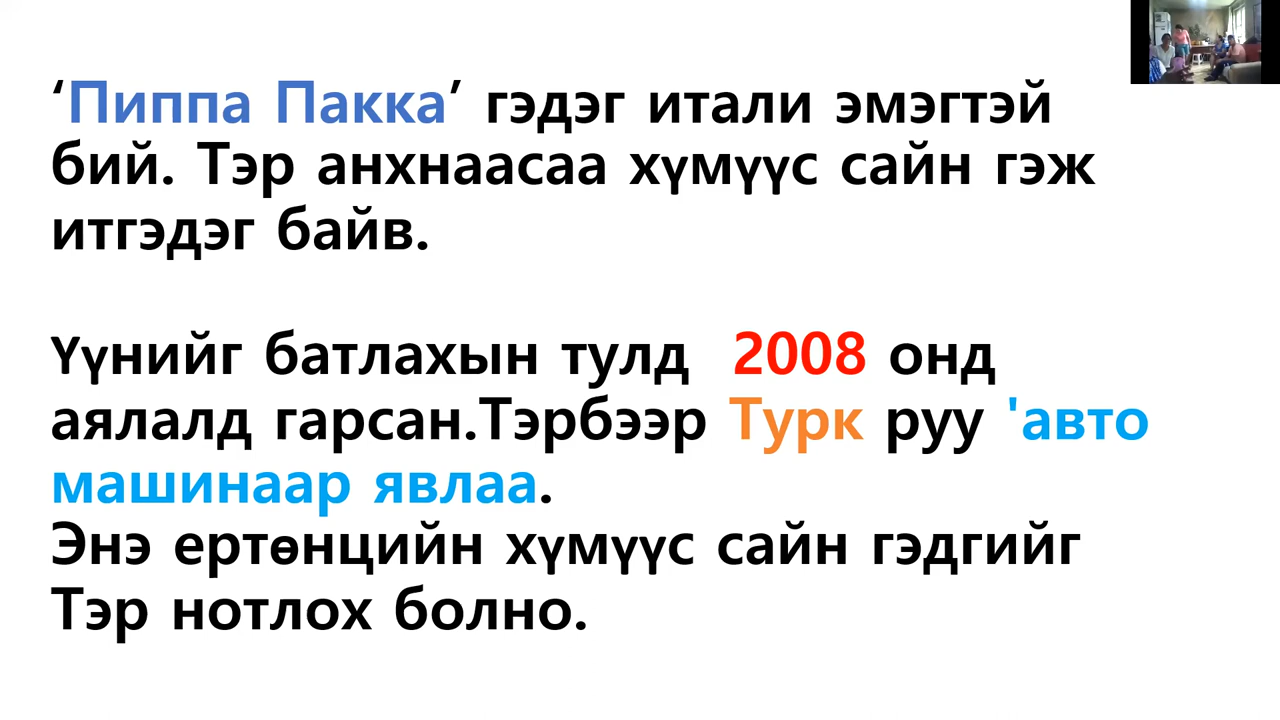 ‘Пиппа Пакка’ гэдэг итали эмэгтэй
бий. Тэр анхнаасаа хүмүүс сайн гэж
итгэдэг байв.
Үүнийг батлахын тулд 2008 онд
аялалд гарсан.Тэрбээр Турк руу 'авто
машинаар явлаа.
Энэ ертөнцийн хүмүүс сайн гэдгийг
Тэр нотлох болно.